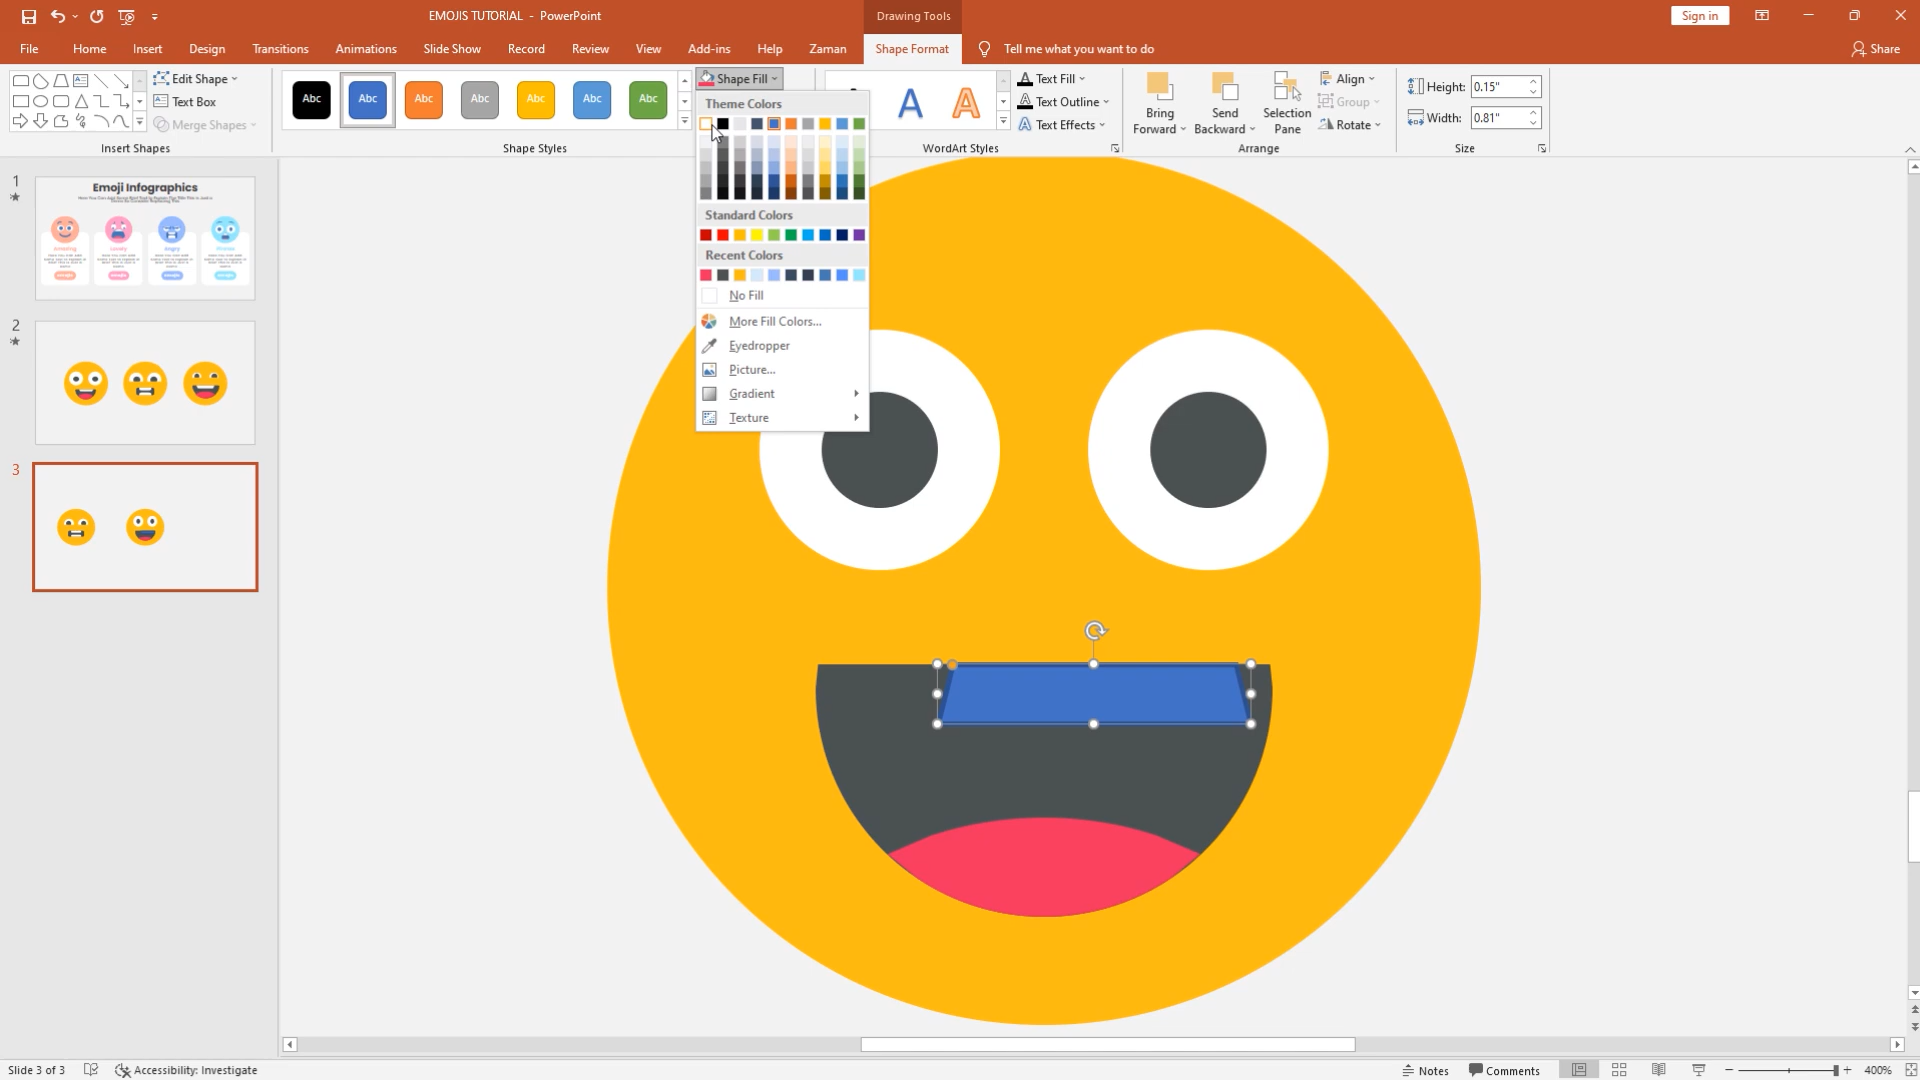 EMOJIS TUTORIAL - PowerPoint
Drawing Tools
Sign in
File Home Insert Design Transitions Animations Slide Show Record Review View Add-ins Help Zaman Shape Format Tell me what you want to do Share
Edit Shape
Text Box
Merge Shapes
Insert Shapes
Abc Abc Abc Abc Abc Abc Abc
Shape Styles
Shape Fill
Theme Colors
Standard Colors
Recent Colors
No Fill
More Fill Colors...
Eyedropper
Picture...
Gradient
Texture
A A
Text Fill
Text Outline
Text Effects
WordArt Styles
Bring Forward
Send Backward
Selection Pane
Align
Group
Rotate
Arrange
Height: 0.15"
Width: 0.81"
Size
1
Emoji Infographics
2
3
Slide 3 of 3
Accessibility: Investigate
Notes
Comments
400%